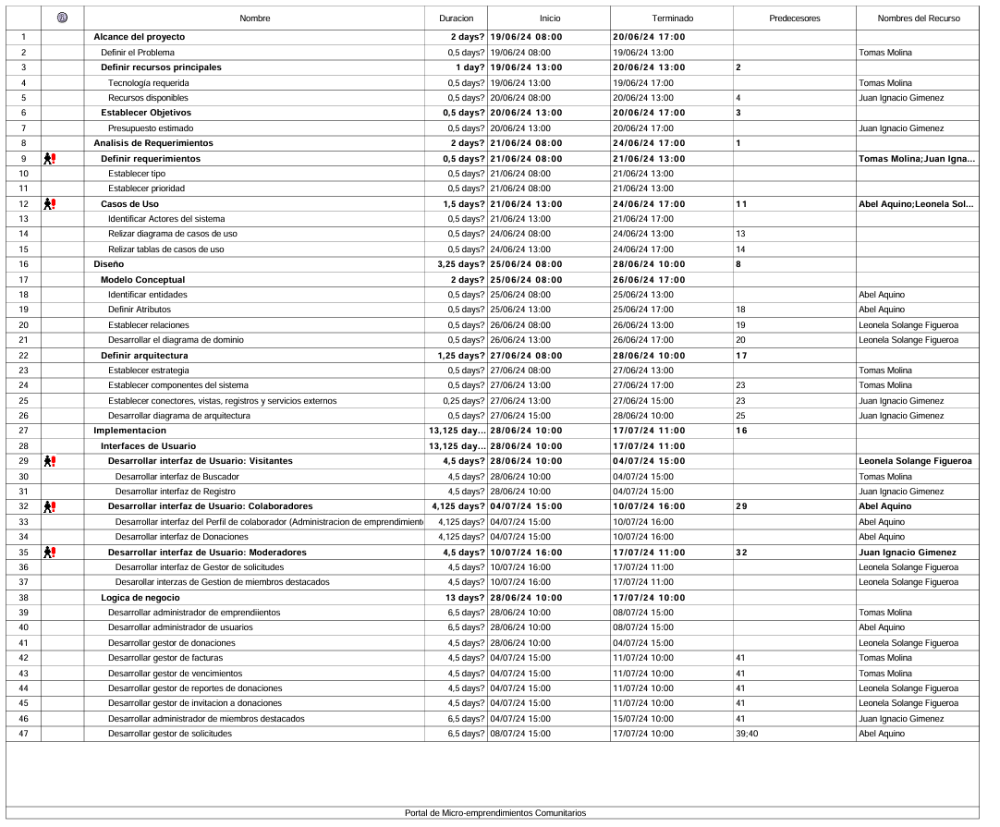 Nombre Duracion Inicio Terminado Predecesores Nombres del Recurso
1 Alcance del proyecto 2 days? 19/06/24 08:00 20/06/24 17:00
2 Definir el Problema 0,5 days? 19/06/24 08:00 19/06/24 13:00 Tomas Molina
3 Definir recursos principales 1 day? 19/06/24 13:00 20/06/24 13:00 2
4 Tecnología requerida 0,5 days? 19/06/24 13:00 19/06/24 17:00 Tomas Molina
5 Recursos disponibles 0,5 days? 20/06/24 08:00 20/06/24 13:00 4 Juan Ignacio Gimenez
6 Establecer Objetivos 0,5 days? 20/06/24 13:00 20/06/24 17:00 3
7 Presupuesto estimado 0,5 days? 20/06/24 13:00 20/06/24 17:00 Juan Ignacio Gimenez
8 Analisis de Requerimientos 2 days? 21/06/24 08:00 24/06/24 17:00 1
9 Definir requerimientos 0,5 days? 21/06/24 08:00 21/06/24 13:00 Tomas Molina;Juan Igna...
10 Establecer tipo 0,5 days? 21/06/24 08:00 21/06/24 13:00
11 Establecer prioridad 0,5 days? 21/06/24 08:00 21/06/24 13:00
12 Casos de Uso 1,5 days? 21/06/24 13:00 24/06/24 17:00 11 Abel Aquino;Leonela Sol...
13 Identificar Actores del sistema 0,5 days? 21/06/24 13:00 21/06/24 17:00
14 Relizar diagrama de casos de uso 0,5 days? 24/06/24 08:00 24/06/24 13:00 13
15 Relizar tablas de casos de uso 0,5 days? 24/06/24 13:00 24/06/24 17:00 14
16 Diseño 3,25 days? 25/06/24 08:00 28/06/24 10:00 8
17 Modelo Conceptual 2 days? 25/06/24 08:00 26/06/24 17:00
18 Identificar entidades 0,5 days? 25/06/24 08:00 25/06/24 13:00 Abel Aquino
19 Definir Atributos 0,5 days? 25/06/24 13:00 25/06/24 17:00 18 Abel Aquino
20 Establecer relaciones 0,5 days? 26/06/24 08:00 26/06/24 13:00 19 Leonela Solange Figueroa
21 Desarrollar el diagrama de dominio 0,5 days? 26/06/24 13:00 26/06/24 17:00 20 Leonela Solange Figueroa
22 Definir arquitectura 1,25 days? 27/06/24 08:00 28/06/24 10:00 17
23 Establecer estrategia 0,5 days? 27/06/24 08:00 27/06/24 13:00 Tomas Molina
24 Establecer componentes del sistema 0,5 days? 27/06/24 13:00 27/06/24 17:00 23 Tomas Molina
25 Establecer conectores, vistas, registros y servicios externos 0,25 days? 27/06/24 13:00 27/06/24 15:00 23 Juan Ignacio Gimenez
26 Desarrollar diagrama de arquitectura 0,5 days? 27/06/24 15:00 28/06/24 10:00 25 Juan Ignacio Gimenez
27 Implementacion 13,125 day... 28/06/24 10:00 17/07/24 11:00 16
28 Interfaces de Usuario 13,125 day... 28/06/24 10:00 17/07/24 11:00
29 Desarrollar interfaz de Usuario: Visitantes 4,5 days? 28/06/24 10:00 04/07/24 15:00 Leonela Solange Figueroa
30 Desarrollar interfaz de Buscador 4,5 days? 28/06/24 10:00 04/07/24 15:00 Tomas Molina
31 Desarrollar interfaz de Registro 4,5 days? 28/06/24 10:00 04/07/24 15:00 Juan Ignacio Gimenez
32 Desarrollar interfaz de Usuario: Colaboradores 4,125 days? 04/07/24 15:00 10/07/24 16:00 29 Abel Aquino
33 Desarrollar interfaz del Perfil de colaborador (Administracion de emprendimient 4,125 days? 04/07/24 15:00 10/07/24 16:00 Abel Aquino
34 Desarrollar interfaz de Donaciones 4,125 days? 04/07/24 15:00 10/07/24 16:00 Abel Aquino
35 Desarrollar interfaz de Usuario: Moderadores 4,5 days? 10/07/24 16:00 17/07/24 11:00 32 Juan Ignacio Gimenez
36 Desarrollar interfaz de Gestor de solicitudes 4,5 days? 10/07/24 16:00 17/07/24 11:00 Leonela Solange Figueroa
37 Desarollar interzas de Gestion de miembros destacados 4,5 days? 10/07/24 16:00 17/07/24 11:00 Leonela Solange Figueroa
38 Logica de negocio 13 days? 28/06/24 10:00 17/07/24 10:00
39 Desarrollar administrador de emprendiientos 6,5 days? 28/06/24 10:00 08/07/24 15:00 Tomas Molina
40 Desarrollar administrador de usuarios 6,5 days? 28/06/24 10:00 08/07/24 15:00 Abel Aquino
41 Desarrollar gestor de donaciones 4,5 days? 28/06/24 10:00 04/07/24 15:00 Leonela Solange Figueroa
42 Desarrollar gestor de facturas 4,5 days? 04/07/24 15:00 11/07/24 10:00 41 Tomas Molina
43 Desarrollar gestor de vencimientos 4,5 days? 04/07/24 15:00 11/07/24 10:00 41 Tomas Molina
44 Desarrollar gestor de reportes de donaciones 4,5 days? 04/07/24 15:00 11/07/24 10:00 41 Leonela Solange Figueroa
45 Desarrollar gestor de invitacion a donaciones 4,5 days? 04/07/24 15:00 11/07/24 10:00 41 Leonela Solange Figueroa
46 Desarrollar administrador de miembros destacados 6,5 days? 04/07/24 15:00 15/07/24 10:00 41 Juan Ignacio Gimenez
47 Desarrollar gestor de solicitudes 6,5 days? 08/07/24 15:00 17/07/24 10:00 39;40 Abel Aquino
Portal de Micro-emprendimientos Comunitarios